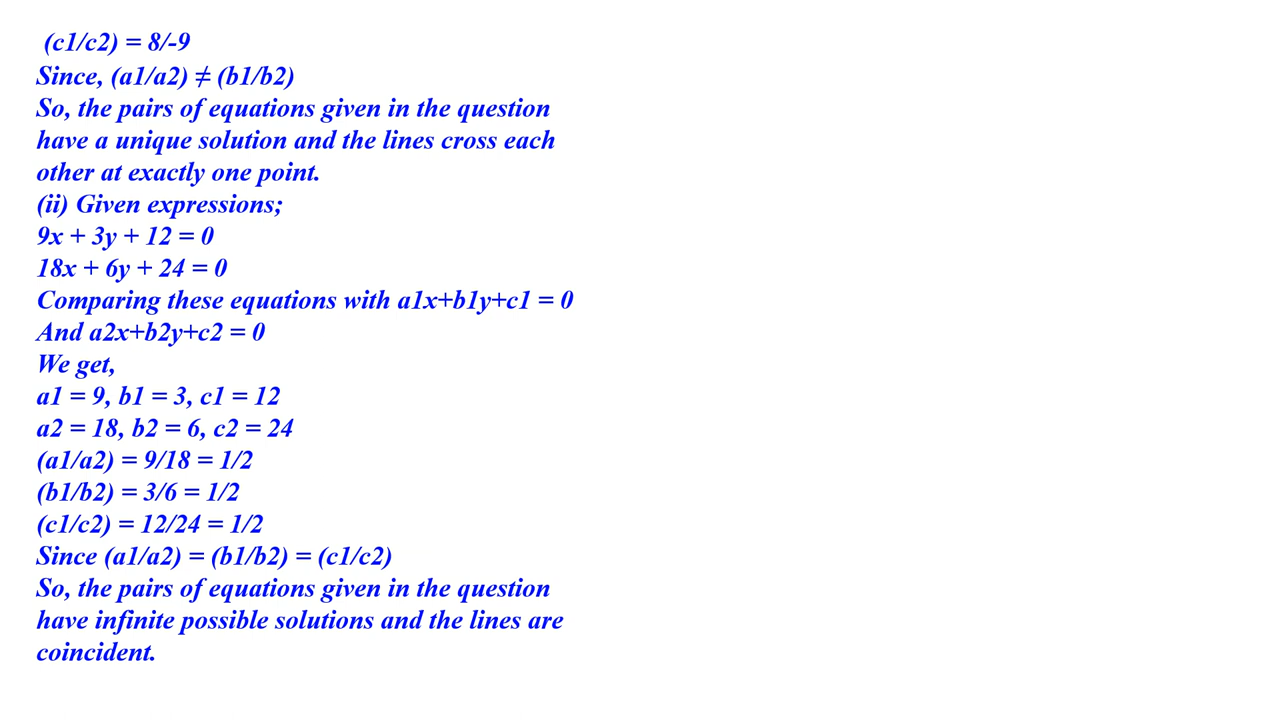 (c1/c2) = 8/-9
Since, (a1/a2) ≠ (b1/b2)
So, the pairs of equations given in the question
have a unique solution and the lines cross each
other at exactly one point.
(ii) Given expressions;
9x + 3y + 12 = 0
18x + 6y + 24 = 0
Comparing these equations with a1x+b1y+c1 = 0
And a2x+b2y+c2 = 0
We get,
a1 = 9, b1 = 3, c1 = 12
a2 = 18, b2 = 6, c2 = 24
(a1/a2) = 9/18 = 1/2
(b1/b2) = 3/6 = 1/2
(c1/c2) = 12/24 = 1/2
Since (a1/a2) = (b1/b2) = (c1/c2)
So, the pairs of equations given in the question
have infinite possible solutions and the lines are
coincident.